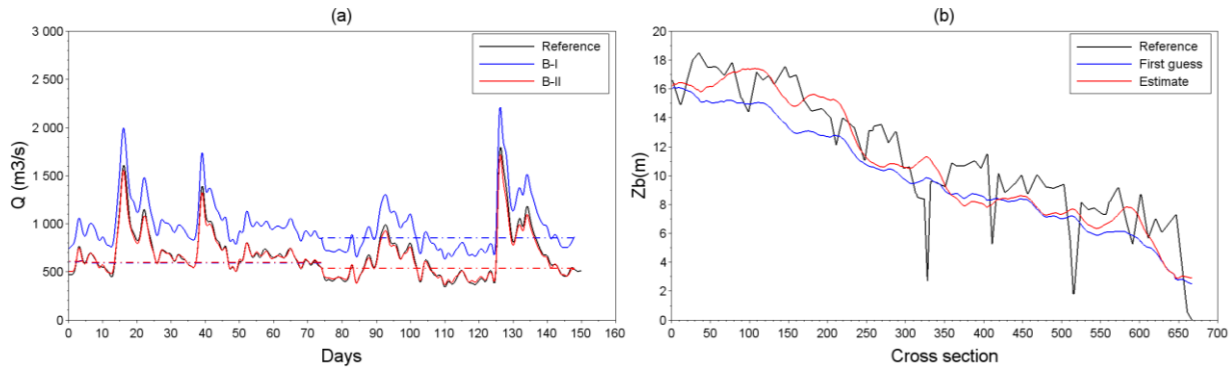 (a)
3 000
2 500
2 000
1 500
1 000
500
0
Q (m3/s)
Reference
B-I
B-II
0 10 20 30 40 50 60 70 80 90 100 110 120 130 140 150 160
Days
(b)
20
18
16
14
12
10
8
6
4
2
0
Zb(m)
Reference
First guess
Estimate
0 50 100 150 200 250 300 350 400 450 500 550 600 650 700
Cross section